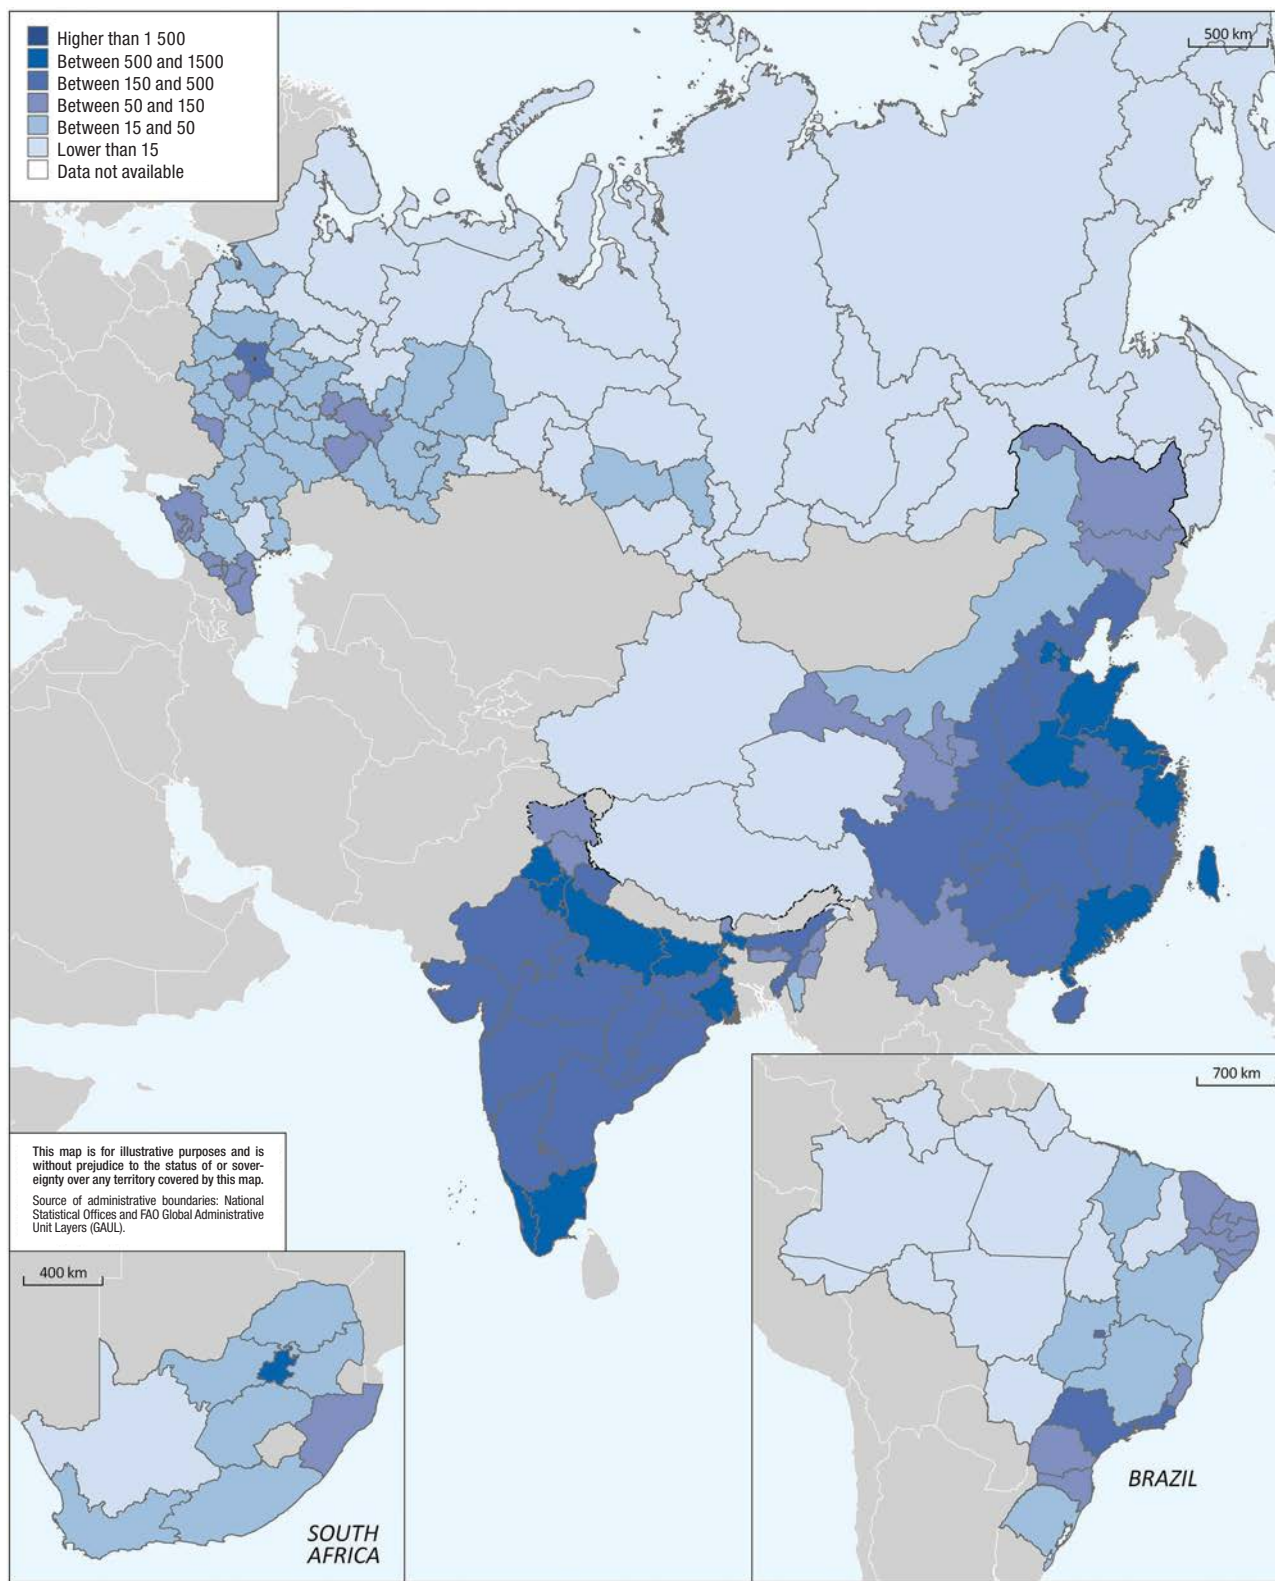 Higher than 1 500
Between 500 and 1500
Between 150 and 500
Between 50 and 150
Between 15 and 50
Lower than 15
Data not available
500 km
This map is for illustrative purposes and is
without prejudice to the status of or sover-
eignty over any territory covered by this map.
Source of administrative boundaries: National
Statistical Offices and FAO Global Administrative
Unit Layers (GAUL).
400 km
SOUTH
AFRICA
700 km
BRAZIL